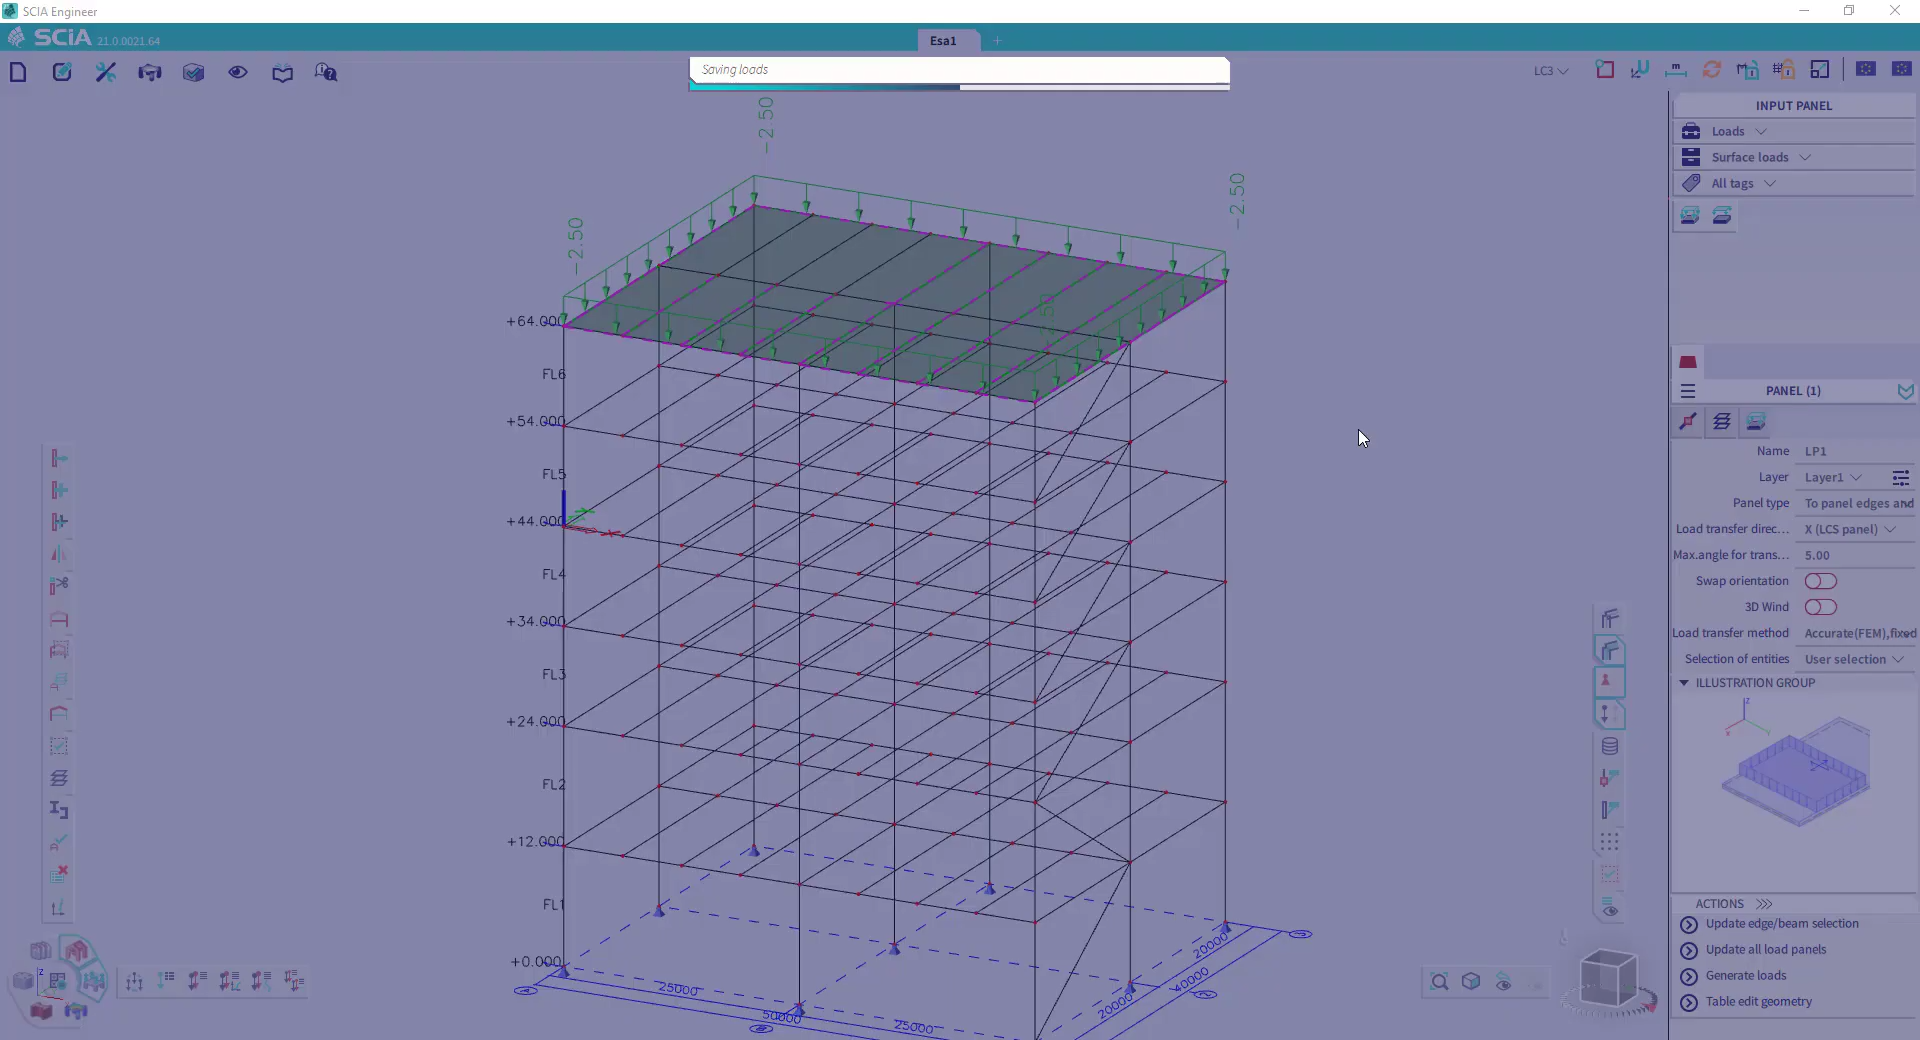 SCIA Engineer
SCiA 21.0.0021.64
Esa1
Saving loads
LC3
-2.50
-2.50
-2.50
+64.000
FL6
+54.000
FL5
+44.000
FL4
+34.000
FL3
+24.000
FL2
+12.000
FL1
+0.000
25000
50000
25000
20000
40000
20000
INPUT PANEL
Loads
Surface loads
All tags
PANEL (1)
Name LP1
Layer Layer1
Panel type To panel edges and
Load transfer direc... X (LCS panel)
Max.angle for trans... 5.00
Swap orientation
3D Wind
Load transfer method Accurate(FEM),fixed
Selection of entities User selection
ILLUSTRATION GROUP
ACTIONS >>>
Update edge/beam selection
Update all load panels
Generate loads
Table edit geometry